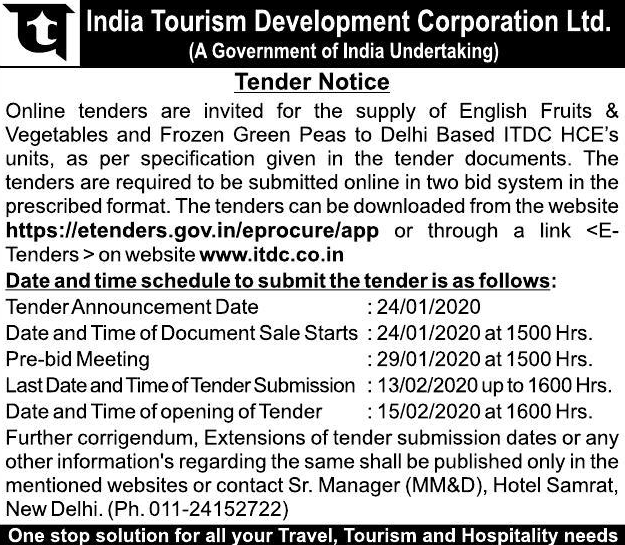 India Tourism Development Corporation Ltd.
(A Government of India Undertaking)
Tender Notice
Online tenders are invited for the supply of English Fruits &
Vegetables and Frozen Green Peas to Delhi Based ITDC HCE's
units, as per specification given in the tender documents. The
tenders are required to be submitted online in two bid system in the
prescribed format. The tenders can be downloaded from the website
https://etenders.gov.in/eprocure/app or through a link <E-
Tenders > on website www.itdc.co.in
Date and time schedule to submit the tender is as follows:
Tender Announcement Date : 24/01/2020
Date and Time of Document Sale Starts : 24/01/2020 at 1500 Hrs.
Pre-bid Meeting : 29/01/2020 at 1500 Hrs.
Last Date and Time of Tender Submission : 13/02/2020 up to 1600 Hrs.
Date and Time of opening of Tender : 15/02/2020 at 1600 Hrs.
Further corrigendum, Extensions of tender submission dates or any
other information's regarding the same shall be published only in the
mentioned websites or contact Sr. Manager (MM&D), Hotel Samrat,
New Delhi. (Ph. 011-24152722)
One stop solution for all your Travel, Tourism and Hospitality needs